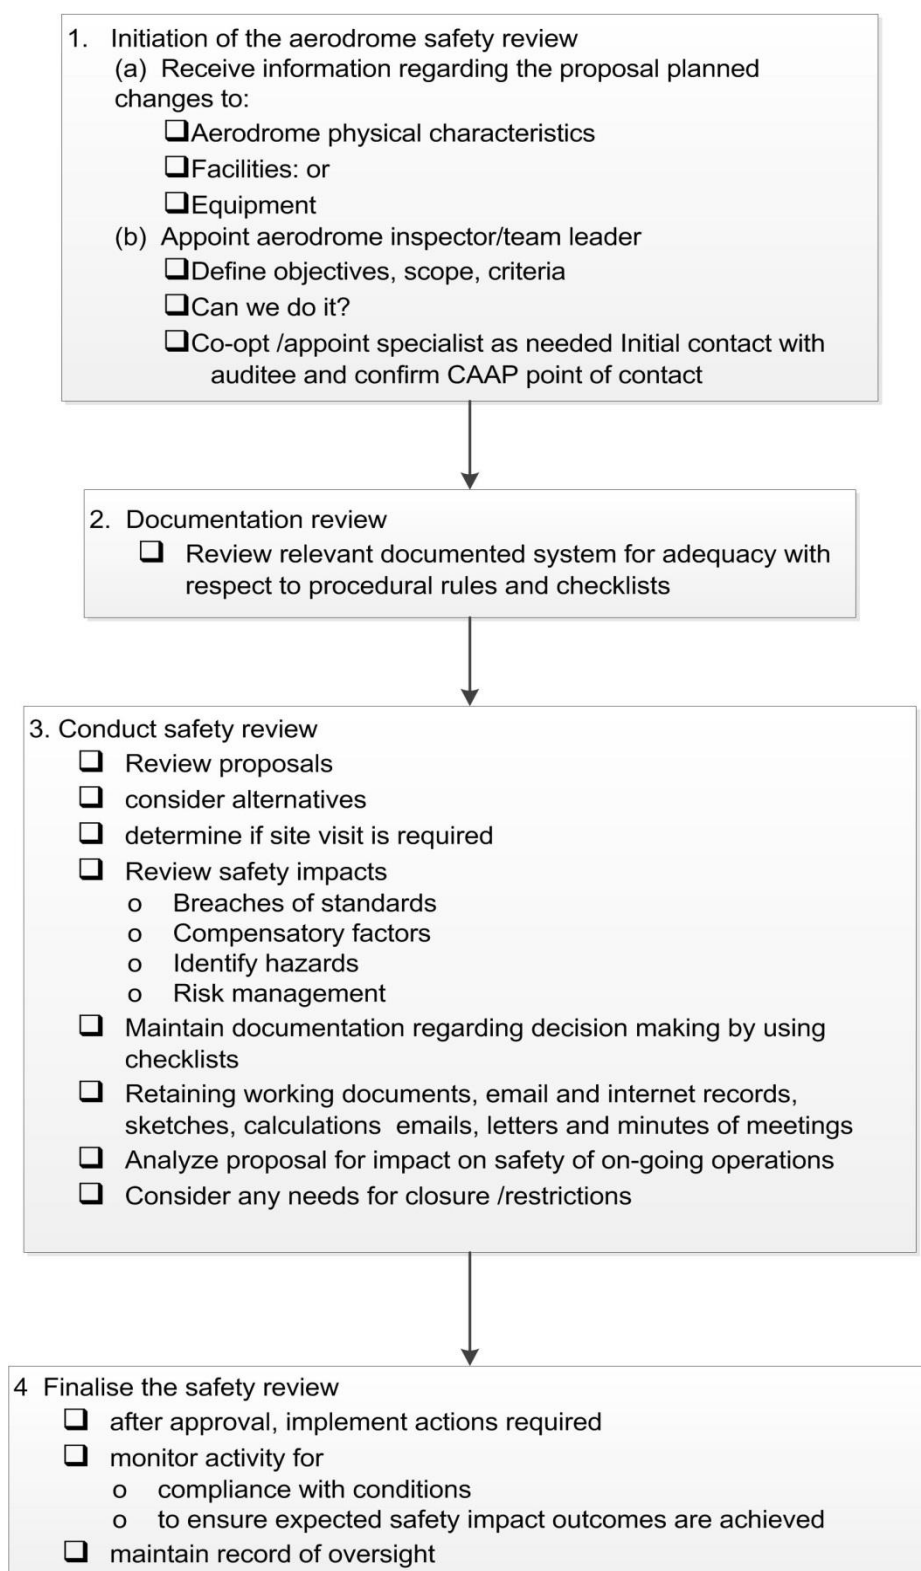 1. Initiation of the aerodrome safety review
(a) Receive information regarding the proposal planned
changes to:
❑Aerodrome physical characteristics
❑Facilities: or
❑Equipment
(b) Appoint aerodrome inspector/team leader
❑Define objectives, scope, criteria
❑Can we do it?
❑Co-opt /appoint specialist as needed Initial contact with
auditee and confirm CAAP point of contact
2. Documentation review
❑ Review relevant documented system for adequacy with
respect to procedural rules and checklists
3. Conduct safety review
❑ Review proposals
❑ consider alternatives
❑ determine if site visit is required
❑ Review safety impacts
o Breaches of standards
o Compensatory factors
o Identify hazards
o Risk management
❑ Maintain documentation regarding decision making by using
checklists
❑ Retaining working documents, email and internet records,
sketches, calculations  emails, letters and minutes of meetings
❑ Analyze proposal for impact on safety of on-going operations
❑ Consider any needs for closure /restrictions
4 Finalise the safety review
❑ after approval, implement actions required
❑ monitor activity for
o compliance with conditions
o to ensure expected safety impact outcomes are achieved
❑ maintain record of oversight